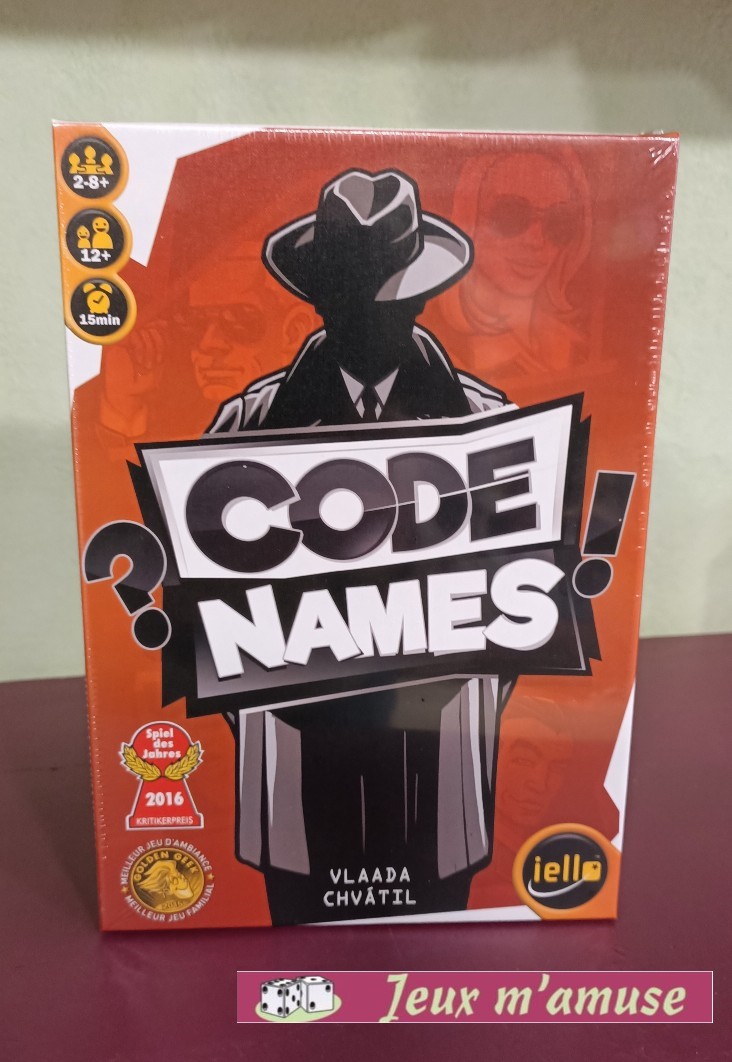 2-8+
12+
15min
CODE
NAMES
?
!
Spiel
des
Jahres
2016
KRITIKERPREIS
MEILLEUR JEU D'AMBIANCE
GOLDEN GEEK
MEILLEUR JEU FAMILIAL
VLAADA
CHVÁTIL
iello
Jeux m'amuse